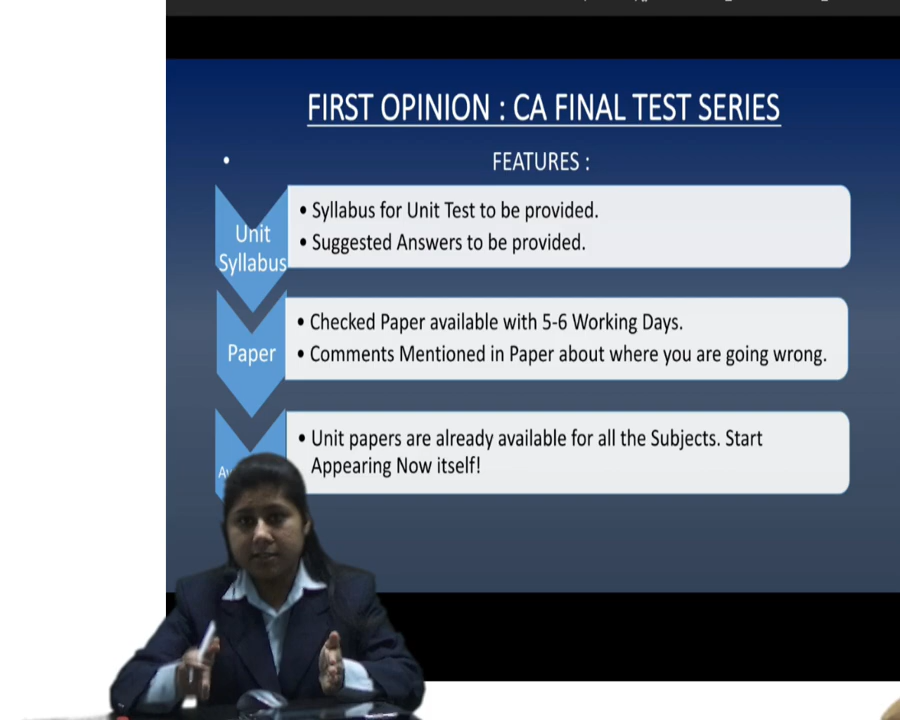 FIRST OPINION : CA FINAL TEST SERIES
• FEATURES :
Unit
Syllabus
• Syllabus for Unit Test to be provided.
• Suggested Answers to be provided.
Paper
• Checked Paper available with 5-6 Working Days.
• Comments Mentioned in Paper about where you are going wrong.
• Unit papers are already available for all the Subjects. Start
Appearing Now itself!